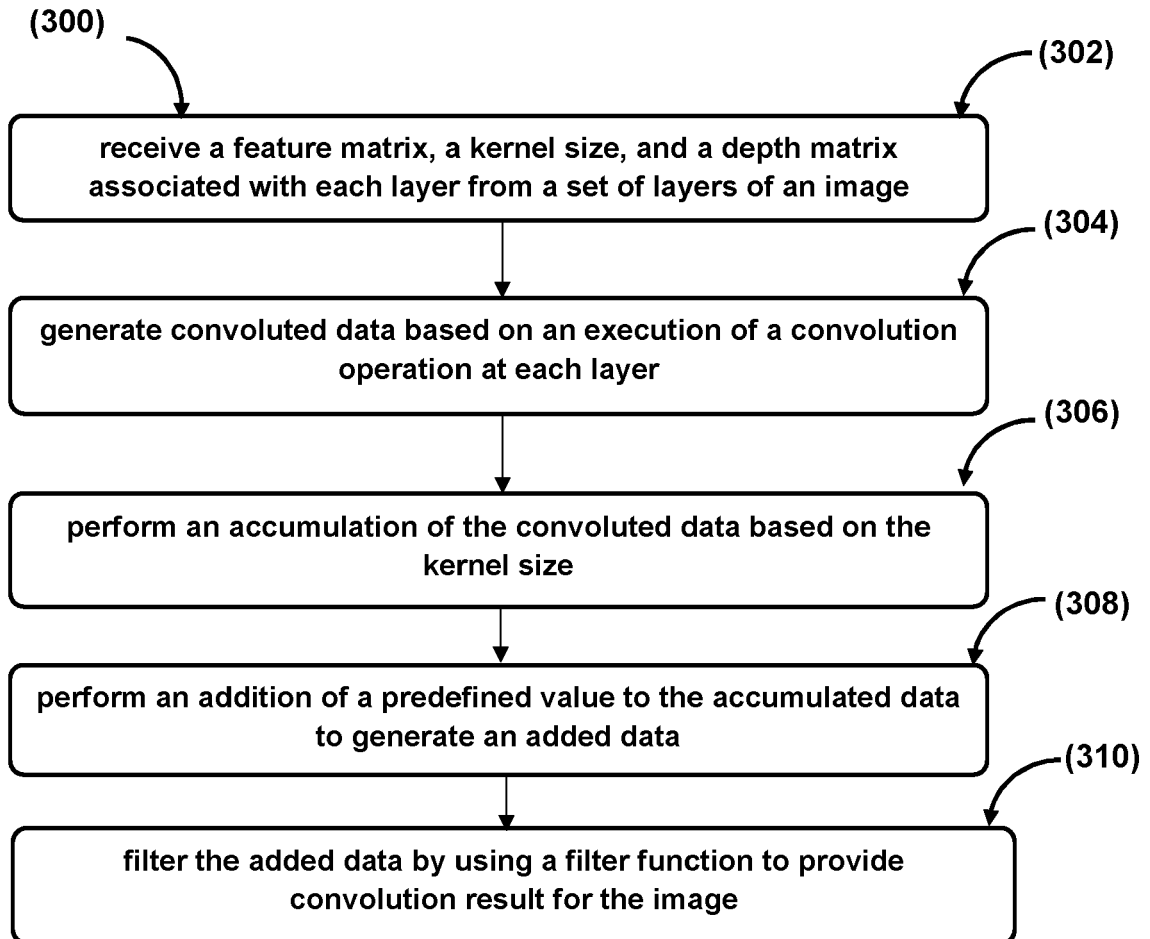 (300)
(302)
receive a feature matrix, a kernel size, and a depth matrix
associated with each layer from a set of layers of an image
(304)
generate convoluted data based on an execution of a convolution
operation at each layer
(306)
perform an accumulation of the convoluted data based on the
kernel size
(308)
perform an addition of a predefined value to the accumulated data
to generate an added data
(310)
filter the added data by using a filter function to provide
convolution result for the image